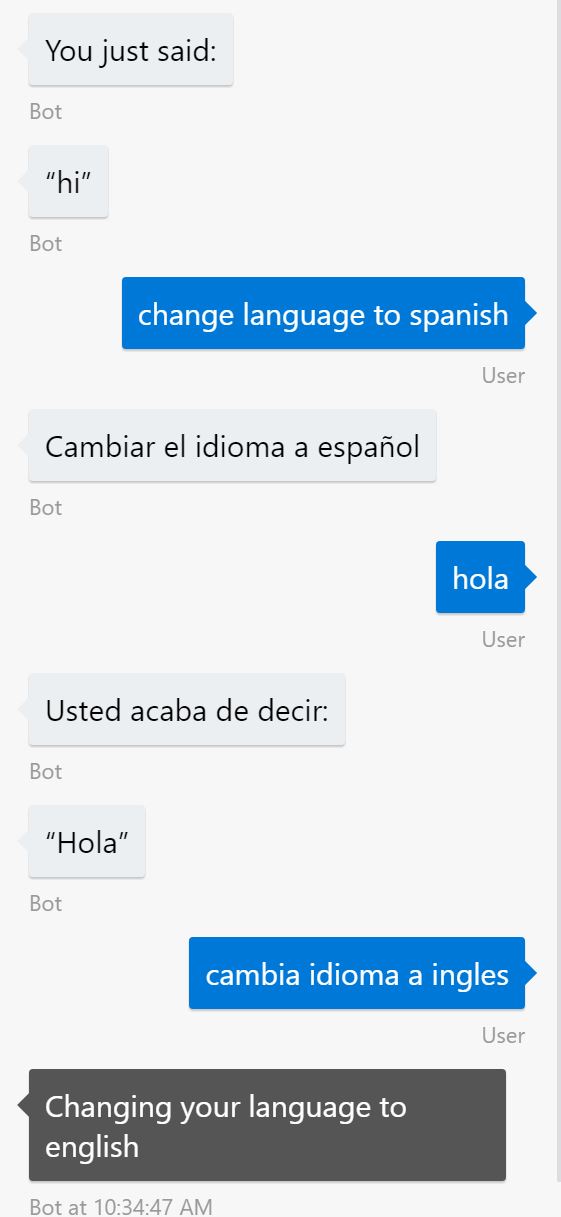 You just said:
Bot
“hi”
Bot
change language to spanish
User
Cambiar el idioma a español
Bot
hola
User
Usted acaba de decir:
Bot
“Hola”
Bot
cambia idioma a ingles
User
Changing your language to
english
Bot at 10:34:47 AM